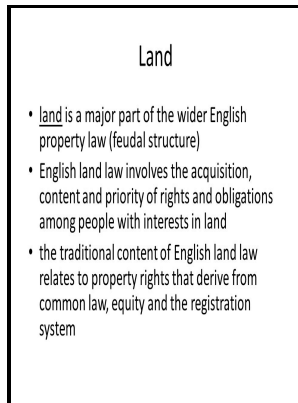 Land
• land is a major part of the wider English
property law (feudal structure)
• English land law involves the acquisition,
content and priority of rights and obligations
among people with interests in land
• the traditional content of English land law
relates to property rights that derive from
common law, equity and the registration
system